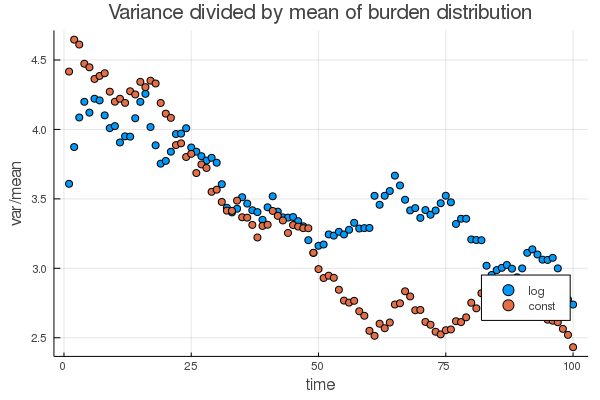 Variance divided by mean of burden distribution
var/mean
4.5
4.0
3.5
3.0
2.5
log
const
0
25
50
75
100
time